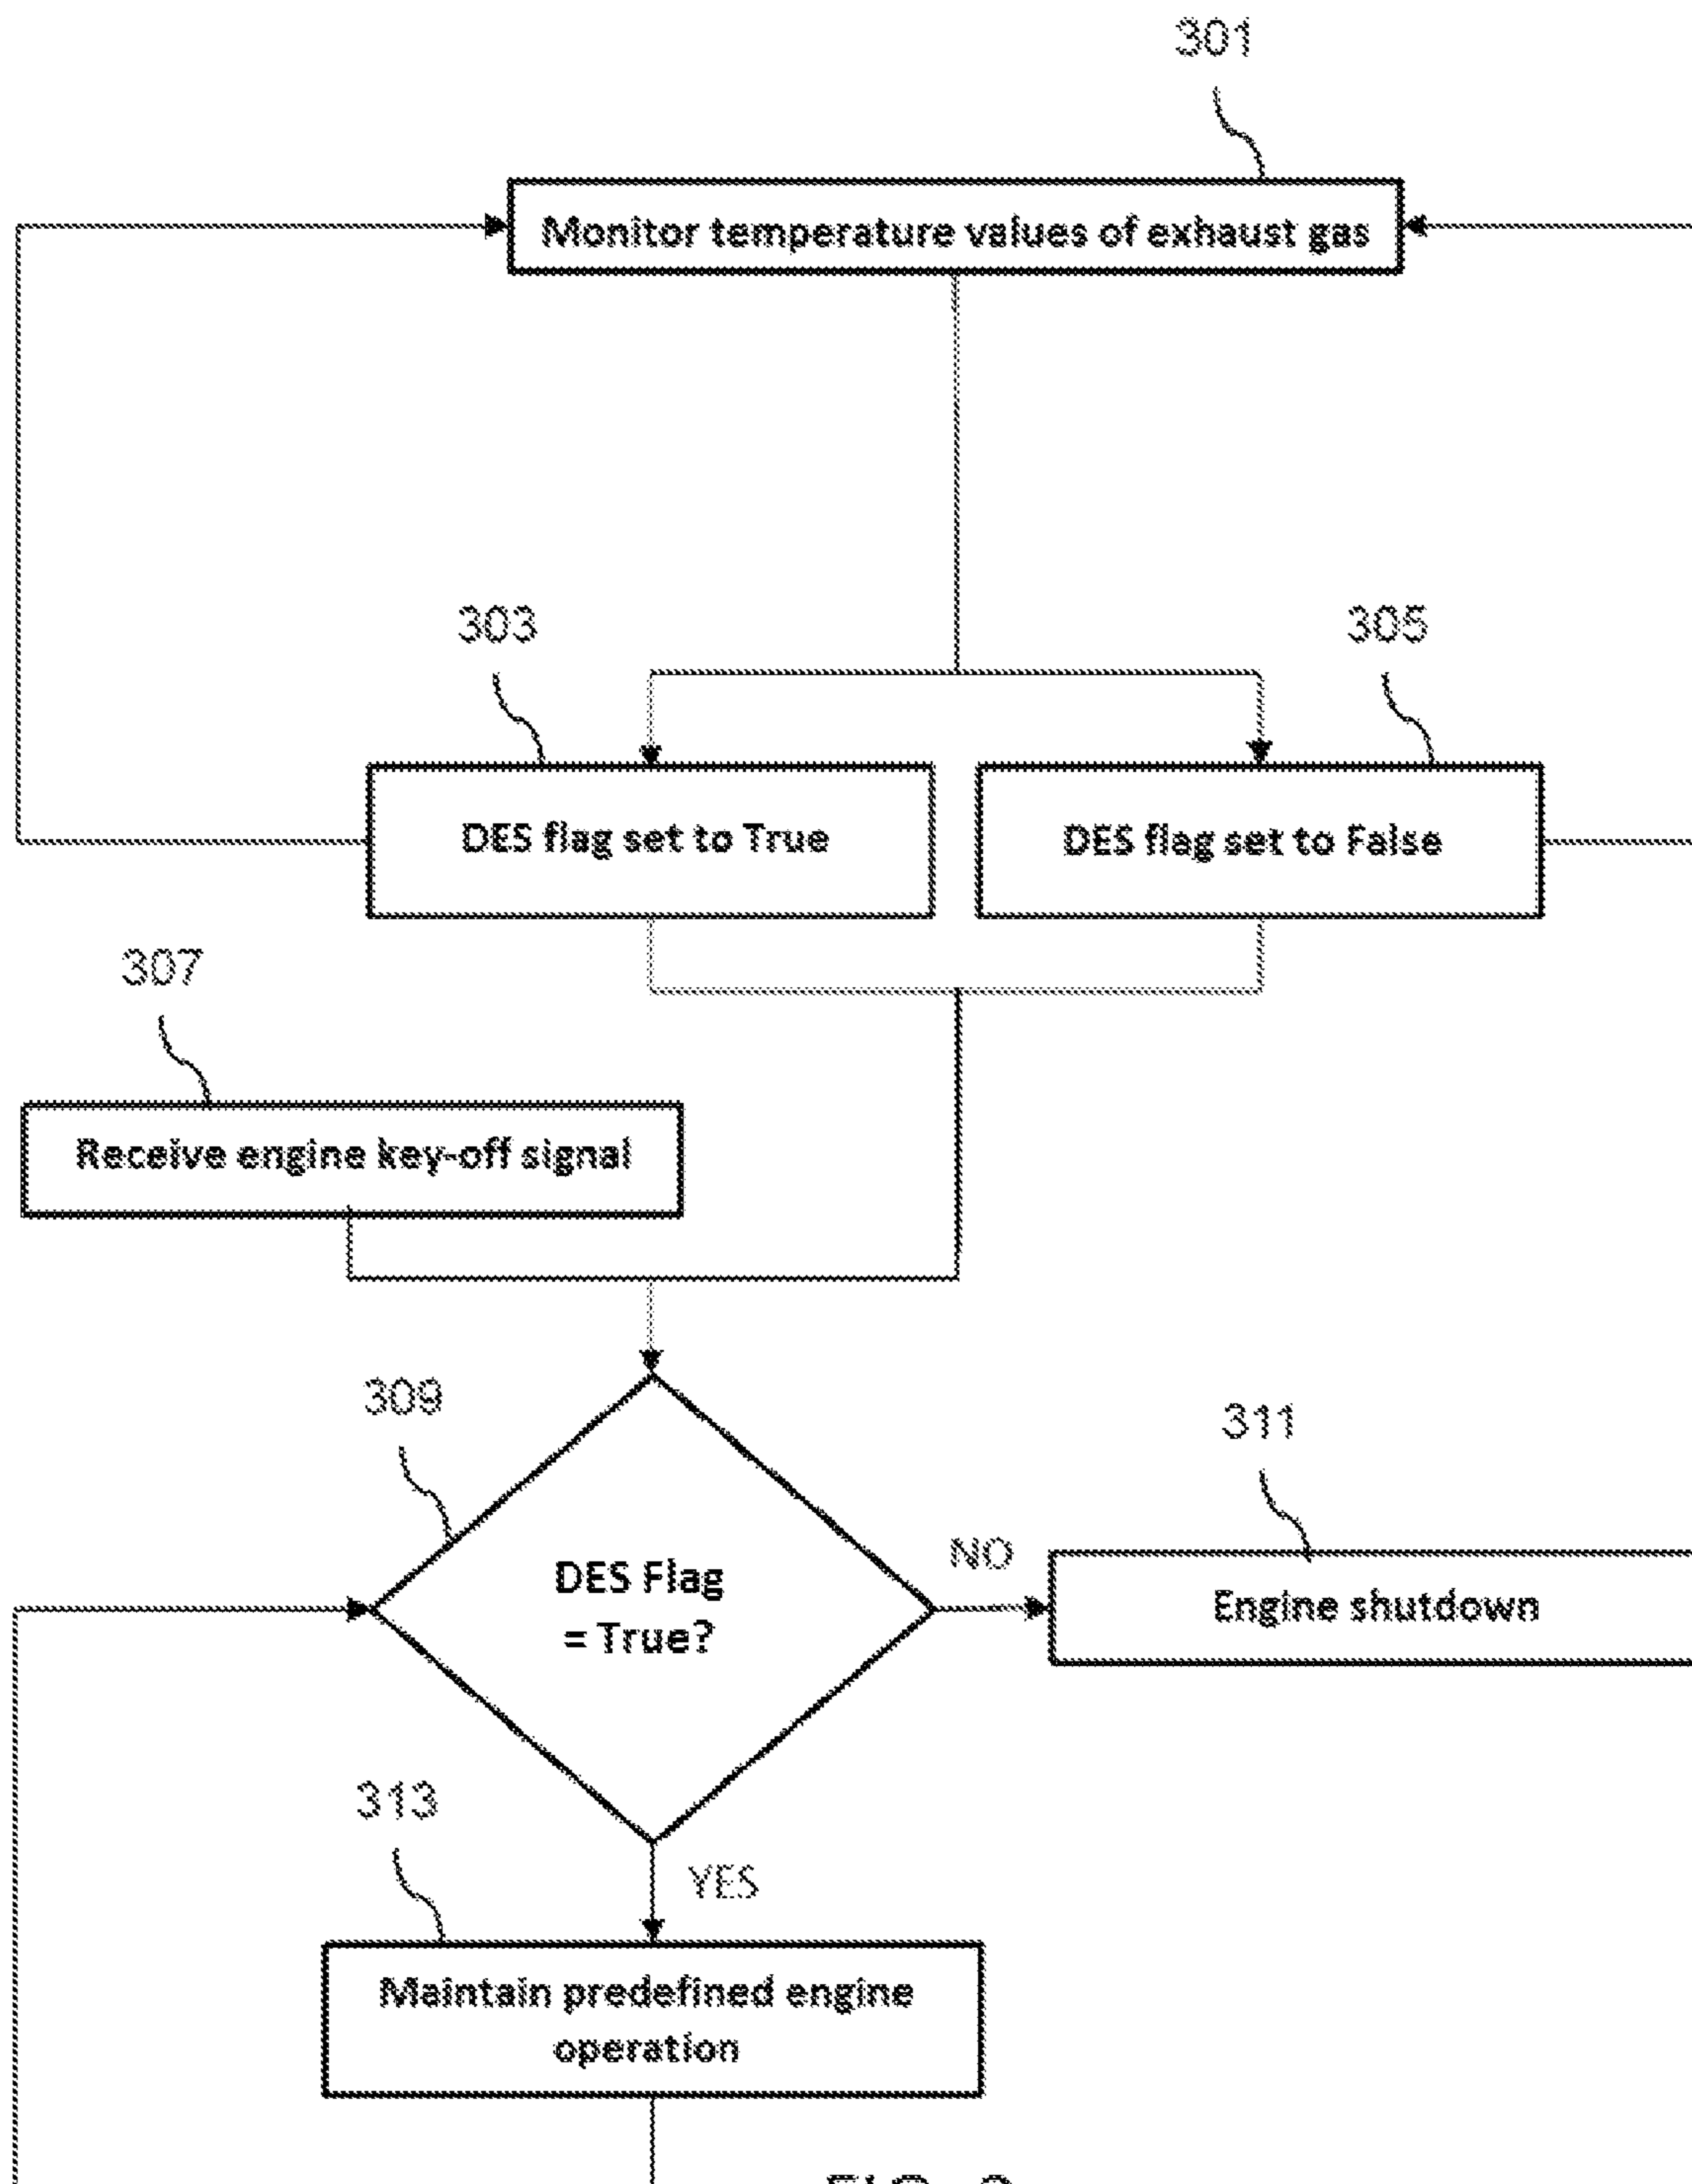 301
Monitor temperature values of exhaust gas
303
305
DES flag set to True
DES flag set to False
307
Receive engine key-off signal
309
311
NO
DES Flag
= True?
Engine shutdown
313
YES
Maintain predefined engine
operation